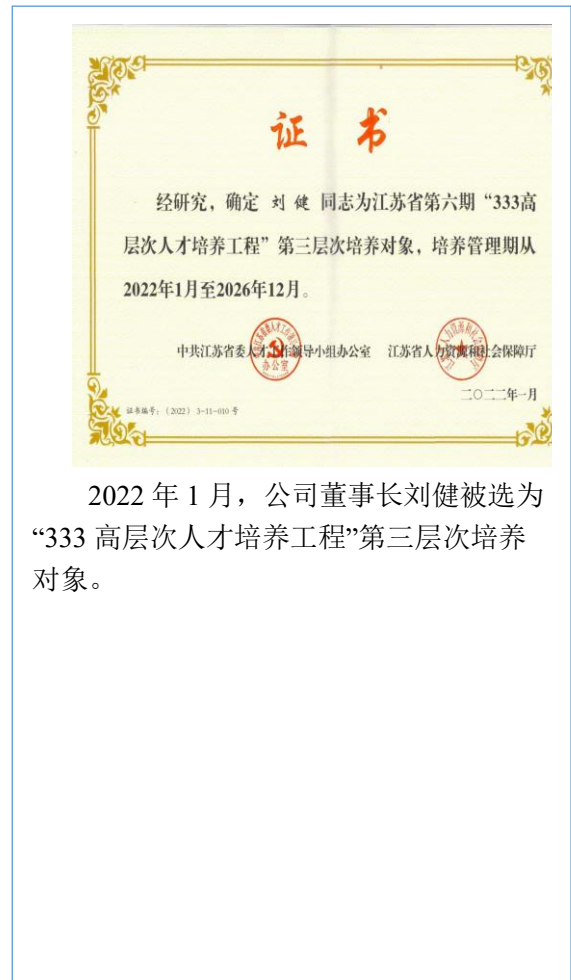 证 书
经研究，确定 刘 健 同志为江苏省第六期“333高
层次人才培养工程”第三层次培养对象，培养管理期从
2022年1月至2026年12月。
中共江苏省委人才工作领导小组办公室 江苏省人力资源和社会保障厅
办公室
二〇二二年一月
证书编号：（2022） 3-11-010 号
2022 年 1 月，公司董事长刘健被选为
“333 高层次人才培养工程”第三层次培养
对象。